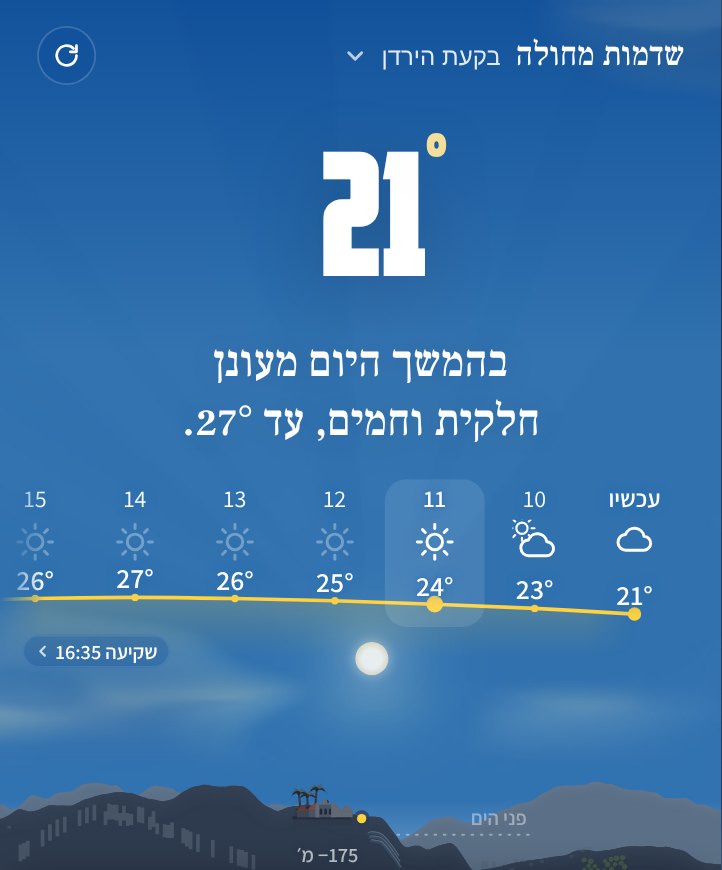 שדמות מחולה בקעת הירדן
21°
בהמשך היום מעונן
חלקית וחמים, עד 27°.
עכשיו 10 11 12 13 14 15
21° 23° 24° 25° 26° 27° 26°
שקיעה 16:35
פני הים
−175 מ׳